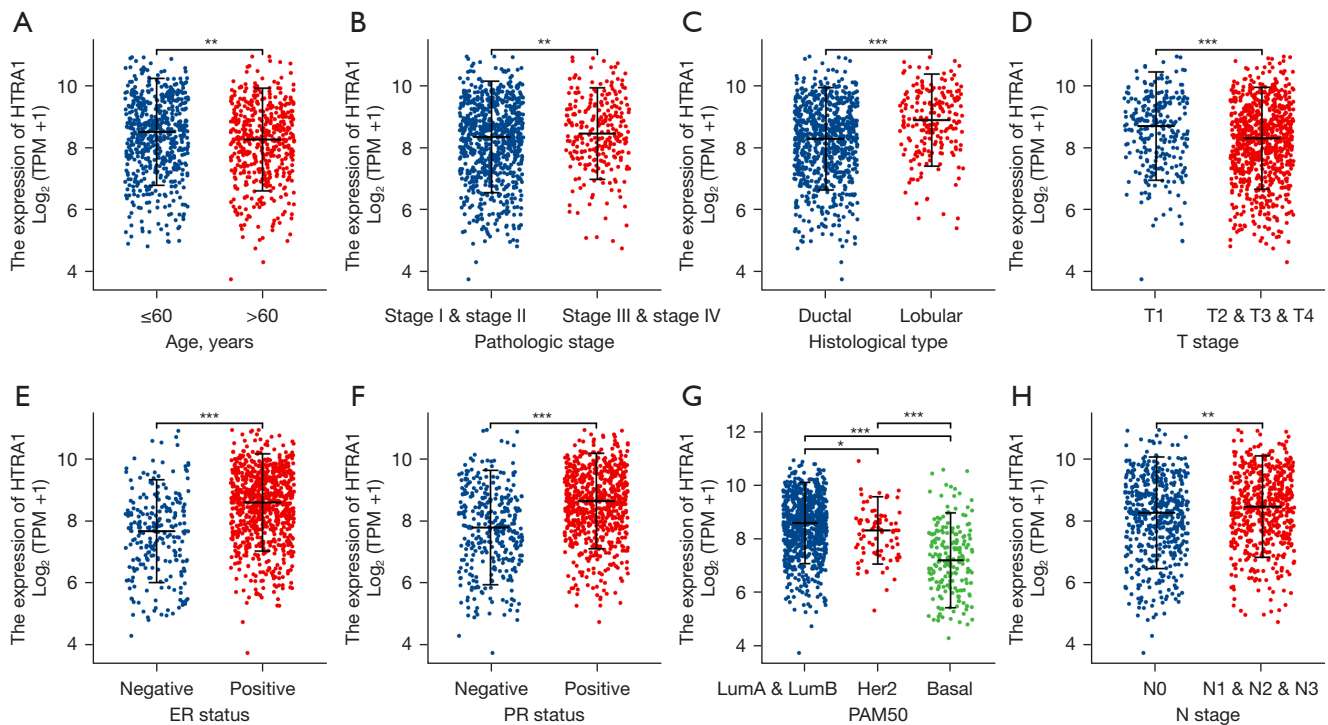 A
The expression of HTRA1
Log₂ (TPM +1)
**
10
8
6
4
≤60
>60
Age, years
B
The expression of HTRA1
Log₂ (TPM +1)
**
10
8
6
4
Stage I & stage II
Stage III & stage IV
Pathologic stage
C
The expression of HTRA1
Log₂ (TPM +1)
***
10
8
6
4
Ductal
Lobular
Histological type
D
The expression of HTRA1
Log₂ (TPM +1)
***
10
8
6
4
T1
T2 & T3 & T4
T stage
E
The expression of HTRA1
Log₂ (TPM +1)
***
10
8
6
4
Negative
Positive
ER status
F
The expression of HTRA1
Log₂ (TPM +1)
***
10
8
6
4
Negative
Positive
PR status
G
The expression of HTRA1
Log₂ (TPM +1)
***
***
*
12
10
8
6
4
LumA & LumB
Her2
Basal
PAM50
H
The expression of HTRA1
Log₂ (TPM +1)
**
10
8
6
4
N0
N1 & N2 & N3
N stage